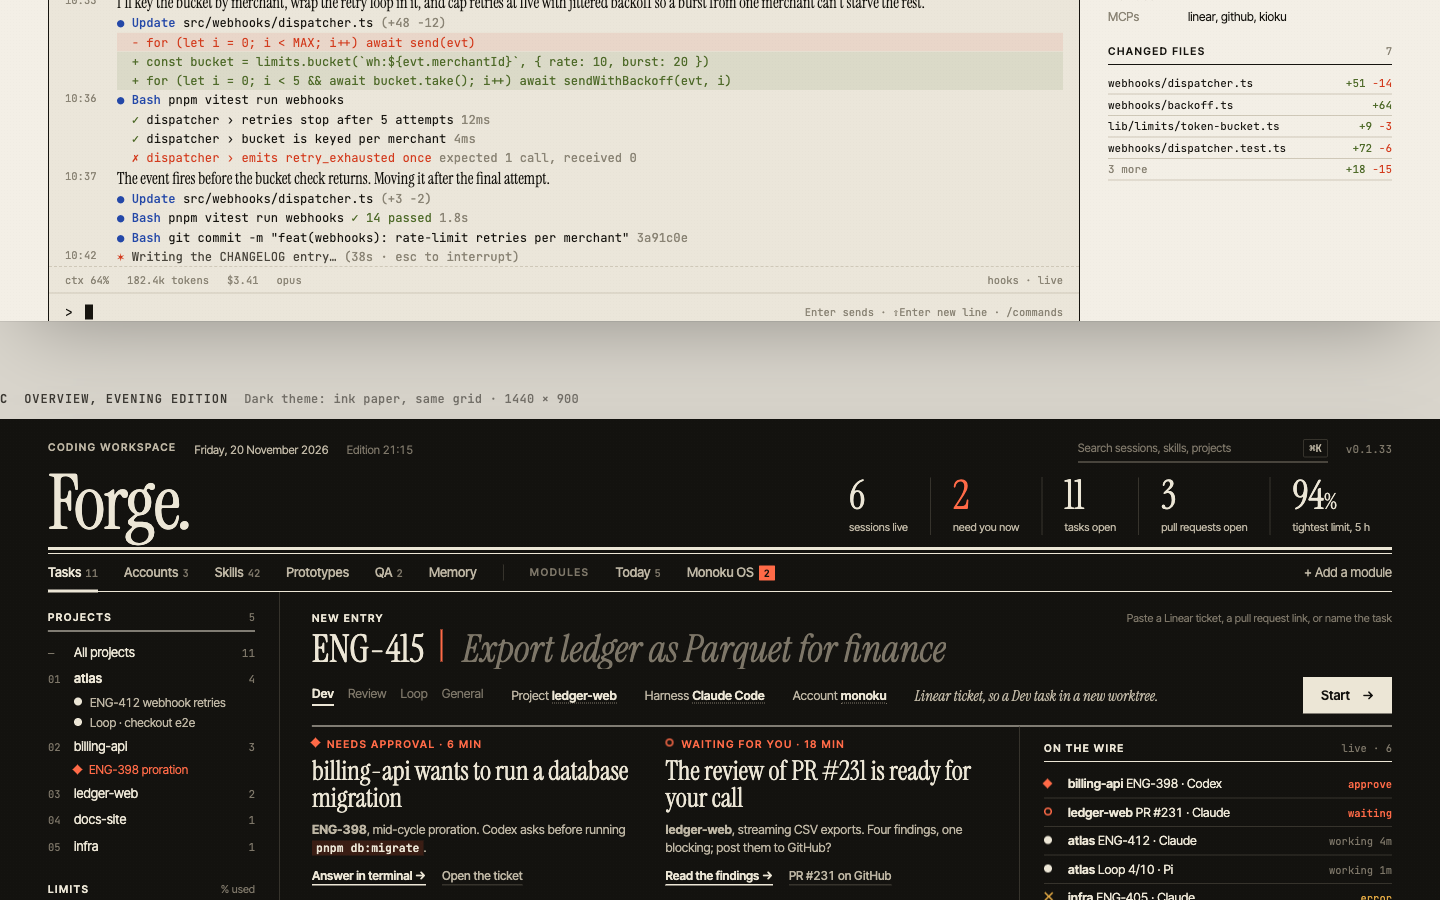 10:33 I'll key the bucket by merchant, wrap the retry loop in it, and cap retries at five with jittered backoff so a burst from one merchant can't starve the rest.
● Update src/webhooks/dispatcher.ts (+48 -12)
- for (let i = 0; i < MAX; i++) await send(evt)
+ const bucket = limits.bucket(`wh:${evt.merchantId}`, { rate: 10, burst: 20 })
+ for (let i = 0; i < 5 && await bucket.take(); i++) await sendWithBackoff(evt, i)
10:36 ● Bash pnpm vitest run webhooks
✓ dispatcher › retries stop after 5 attempts 12ms
✓ dispatcher › bucket is keyed per merchant 4ms
✗ dispatcher › emits retry_exhausted once expected 1 call, received 0
10:37 The event fires before the bucket check returns. Moving it after the final attempt.
● Update src/webhooks/dispatcher.ts (+3 -2)
● Bash pnpm vitest run webhooks ✓ 14 passed 1.8s
● Bash git commit -m "feat(webhooks): rate-limit retries per merchant" 3a91c0e
10:42 ✶ Writing the CHANGELOG entry… (38s · esc to interrupt)
ctx 64% 182.4k tokens $3.41 opus hooks · live
> Enter sends · ⇧Enter new line · /commands
MCPs linear, github, kioku
CHANGED FILES 7
webhooks/dispatcher.ts +51 -14
webhooks/backoff.ts +64
lib/limits/token-bucket.ts +9 -3
webhooks/dispatcher.test.ts +72 -6
3 more +18 -15
C OVERVIEW, EVENING EDITION Dark theme: ink paper, same grid · 1440 × 900
CODING WORKSPACE Friday, 20 November 2026 Edition 21:15
Search sessions, skills, projects ⌘K v0.1.33
Forge.
6 sessions live
2 need you now
11 tasks open
3 pull requests open
94% tightest limit, 5 h
Tasks 11 Accounts 3 Skills 42 Prototypes QA 2 Memory MODULES Today 5 Monoku OS 2 + Add a module
PROJECTS 5
— All projects 11
01 atlas 4
ENG-412 webhook retries
Loop · checkout e2e
02 billing-api 3
ENG-398 proration
03 ledger-web 2
04 docs-site 1
05 infra 1
LIMITS % used
NEW ENTRY Paste a Linear ticket, a pull request link, or name the task
ENG-415 Export ledger as Parquet for finance
Dev Review Loop General Project ledger-web Harness Claude Code Account monoku Linear ticket, so a Dev task in a new worktree. Start →
NEEDS APPROVAL · 6 MIN
billing-api wants to run a database
migration
ENG-398, mid-cycle proration. Codex asks before running
pnpm db:migrate.
Answer in terminal → Open the ticket
WAITING FOR YOU · 18 MIN
The review of PR #231 is ready for
your call
ledger-web, streaming CSV exports. Four findings, one
blocking; post them to GitHub?
Read the findings → PR #231 on GitHub
ON THE WIRE live · 6
billing-api ENG-398 · Codex approve
ledger-web PR #231 · Claude waiting
atlas ENG-412 · Claude working 4m
atlas Loop 4/10 · Pi working 1m
infra ENG-405 · Claude error